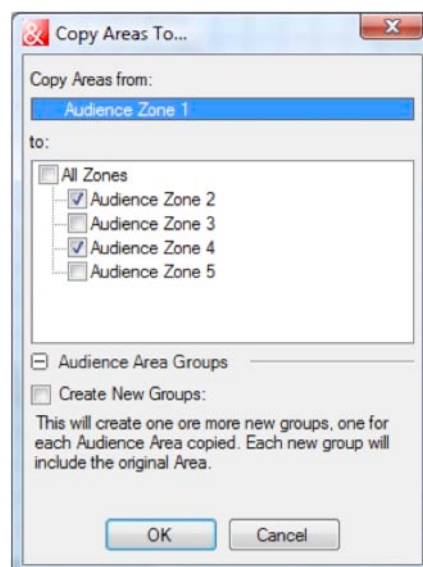 & Copy Areas To...
Copy Areas from:
Audience Zone 1
to:
All Zones
Audience Zone 2
Audience Zone 3
Audience Zone 4
Audience Zone 5
Audience Area Groups
Create New Groups:
This will create one ore more new groups, one for
each Audience Area copied. Each new group will
include the original Area.
OK Cancel